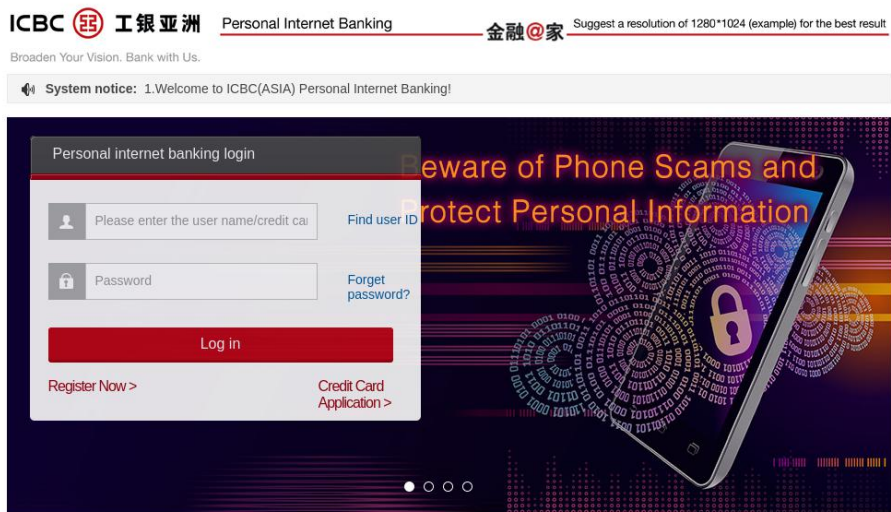 ICBC 工银亚洲
Personal Internet Banking
金融@家
Suggest a resolution of 1280*1024 (example) for the best result
Broaden Your Vision. Bank with Us.
System notice: 1.Welcome to ICBC(ASIA) Personal Internet Banking!
Personal internet banking login
Please enter the user name/credit ca
Find user ID
Password
Forget
password?
Log in
Register Now >
Credit Card
Application >
Beware of Phone Scams and
Protect Personal Information